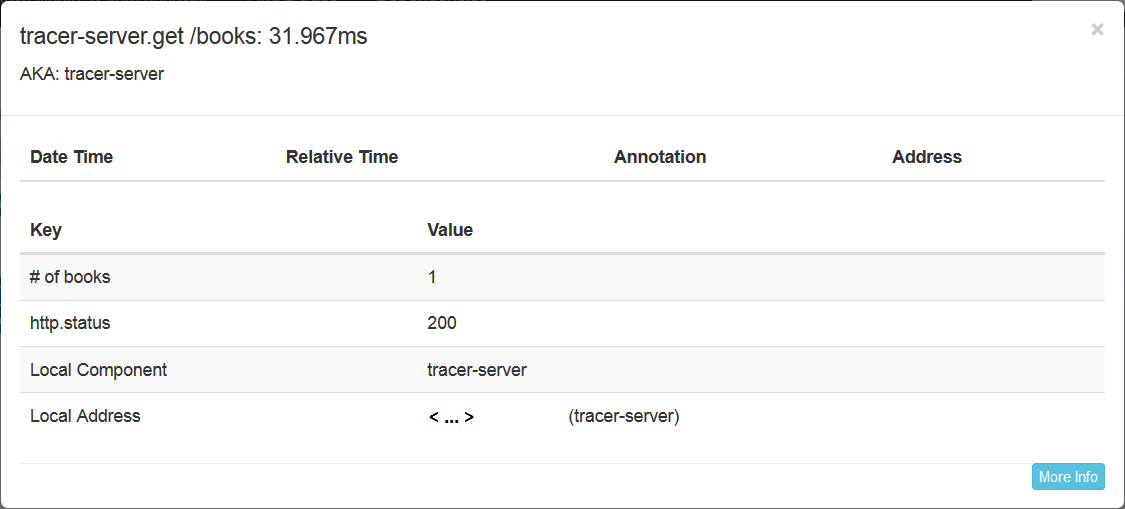 tracer-server.get /books: 31.967ms
×
AKA: tracer-server
Date Time Relative Time Annotation Address
Key Value
# of books 1
http.status 200
Local Component tracer-server
Local Address < ... > (tracer-server)
More Info